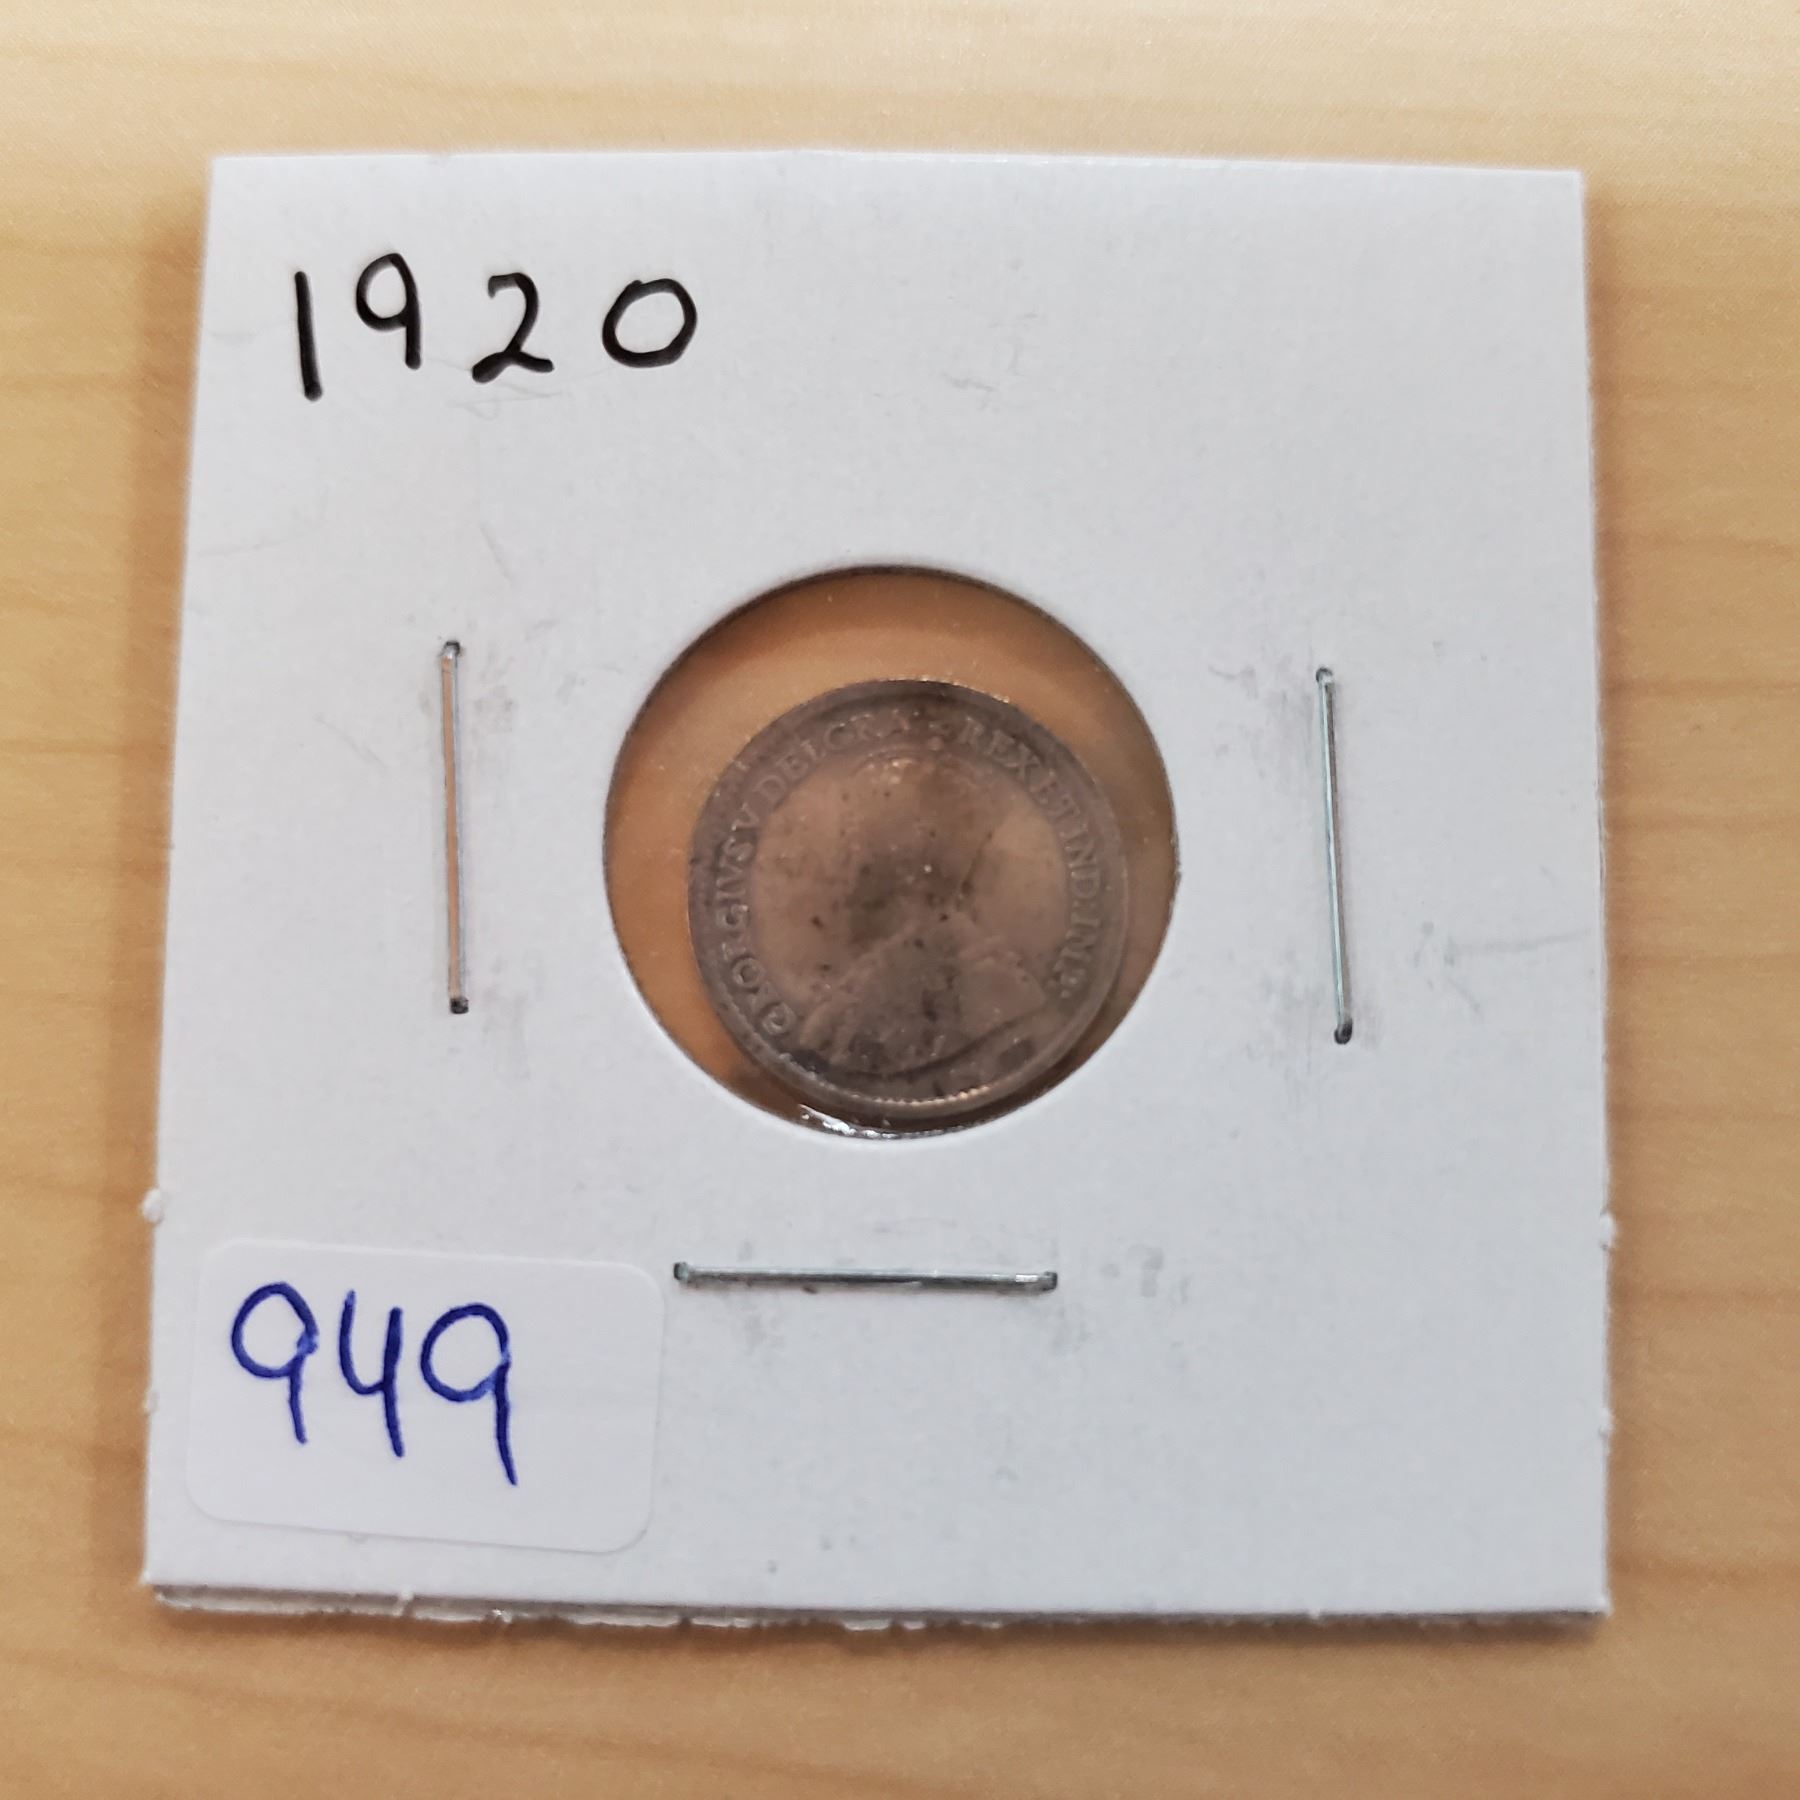 1920
GEORGIVS V DEI GRA: REX ET IND: IMP:
949